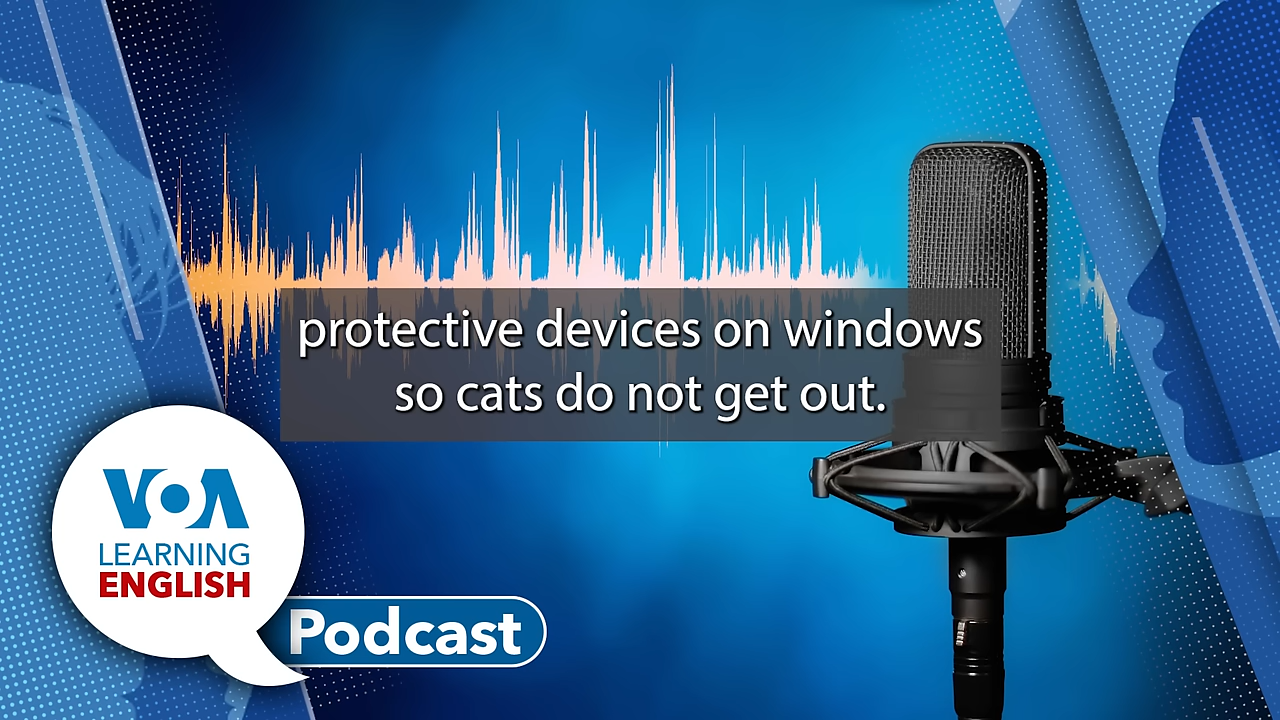 protective devices on windows
so cats do not get out.
VOA
LEARNING
ENGLISH
Podcast